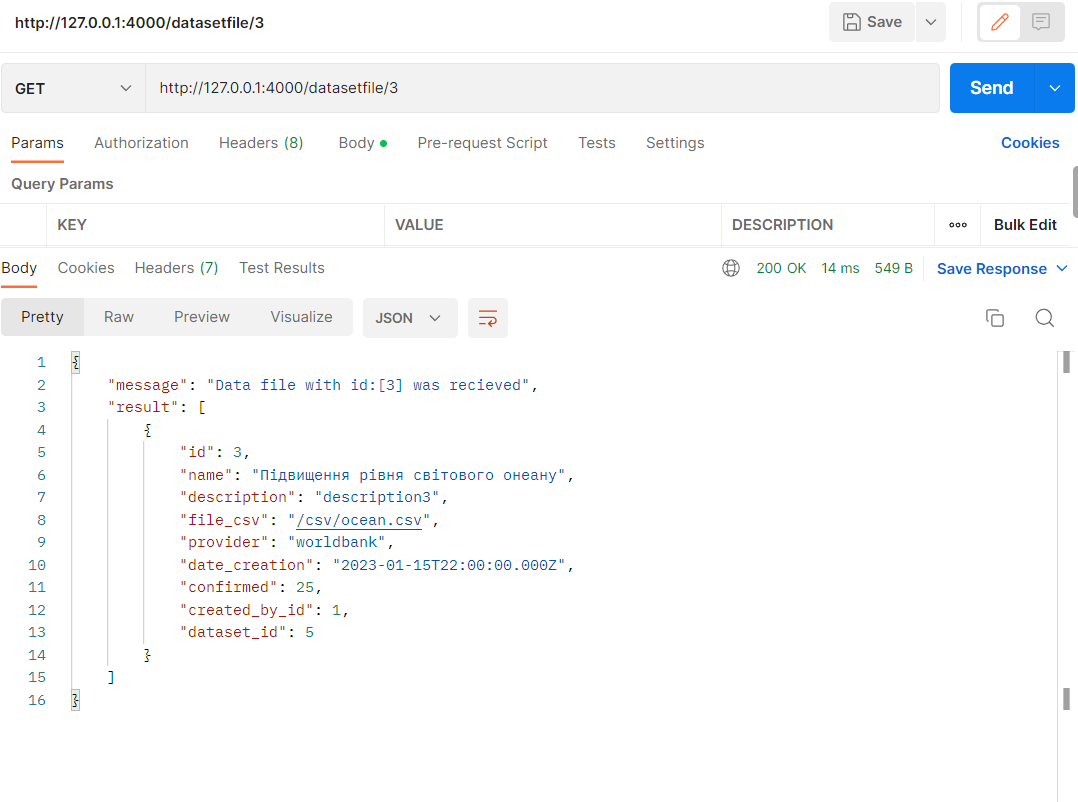 http://127.0.0.1:4000/datasetfile/3 Save
GET http://127.0.0.1:4000/datasetfile/3 Send
Params Authorization Headers (8) Body Pre-request Script Tests Settings Cookies
Query Params
KEY VALUE DESCRIPTION ooo Bulk Edit
Body Cookies Headers (7) Test Results 200 OK 14 ms 549 B Save Response
Pretty Raw Preview Visualize JSON
1 {
2 "message": "Data file with id:[3] was recieved",
3 "result": [
4 {
5 "id": 3,
6 "name": "Підвищення рівня світового онеану",
7 "description": "description3",
8 "file_csv": "/csv/ocean.csv",
9 "provider": "worldbank",
10 "date_creation": "2023-01-15T22:00:00.000Z",
11 "confirmed": 25,
12 "created_by_id": 1,
13 "dataset_id": 5
14 }
15 ]
16 }